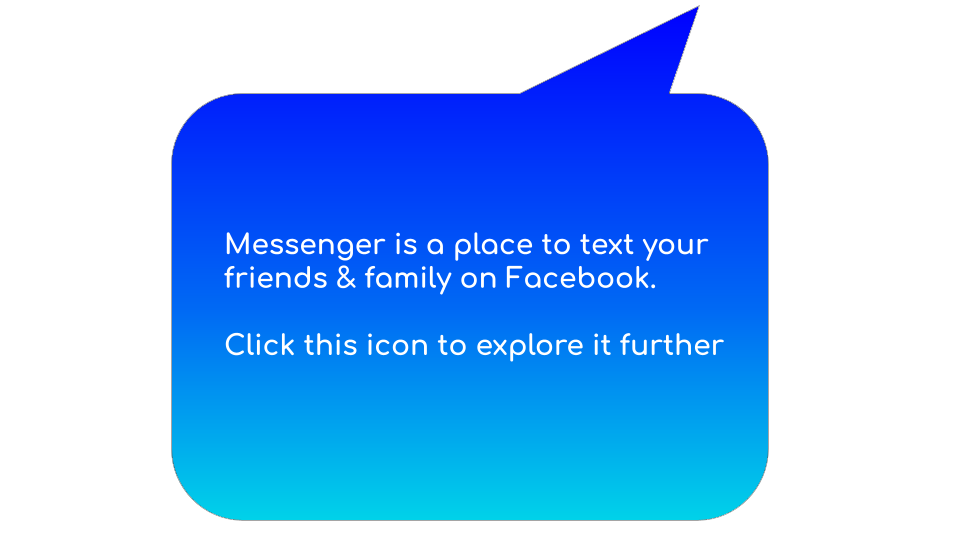 Messenger is a place to text your
friends & family on Facebook.
Click this icon to explore it further